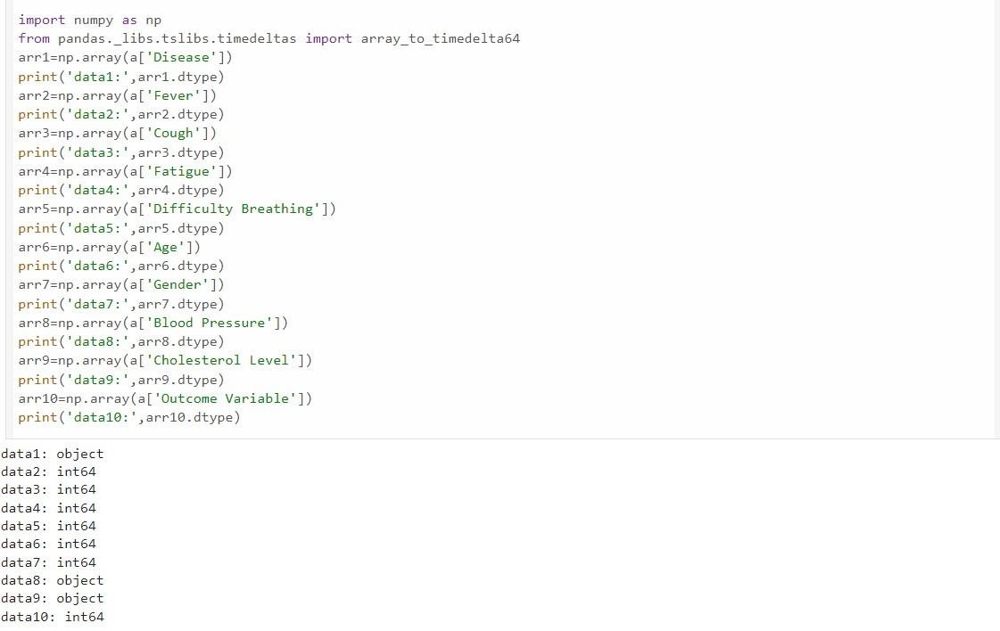 import numpy as np
from pandas._libs.tslibs.timedeltas import array_to_timedelta64
arr1=np.array(a['Disease'])
print('data1:',arr1.dtype)
arr2=np.array(a['Fever'])
print('data2:',arr2.dtype)
arr3=np.array(a['Cough'])
print('data3:',arr3.dtype)
arr4=np.array(a['Fatigue'])
print('data4:',arr4.dtype)
arr5=np.array(a['Difficulty Breathing'])
print('data5:',arr5.dtype)
arr6=np.array(a['Age'])
print('data6:',arr6.dtype)
arr7=np.array(a['Gender'])
print('data7:',arr7.dtype)
arr8=np.array(a['Blood Pressure'])
print('data8:',arr8.dtype)
arr9=np.array(a['Cholesterol Level'])
print('data9:',arr9.dtype)
arr10=np.array(a['Outcome Variable'])
print('data10:',arr10.dtype)
data1: object
data2: int64
data3: int64
data4: int64
data5: int64
data6: int64
data7: int64
data8: object
data9: object
data10: int64